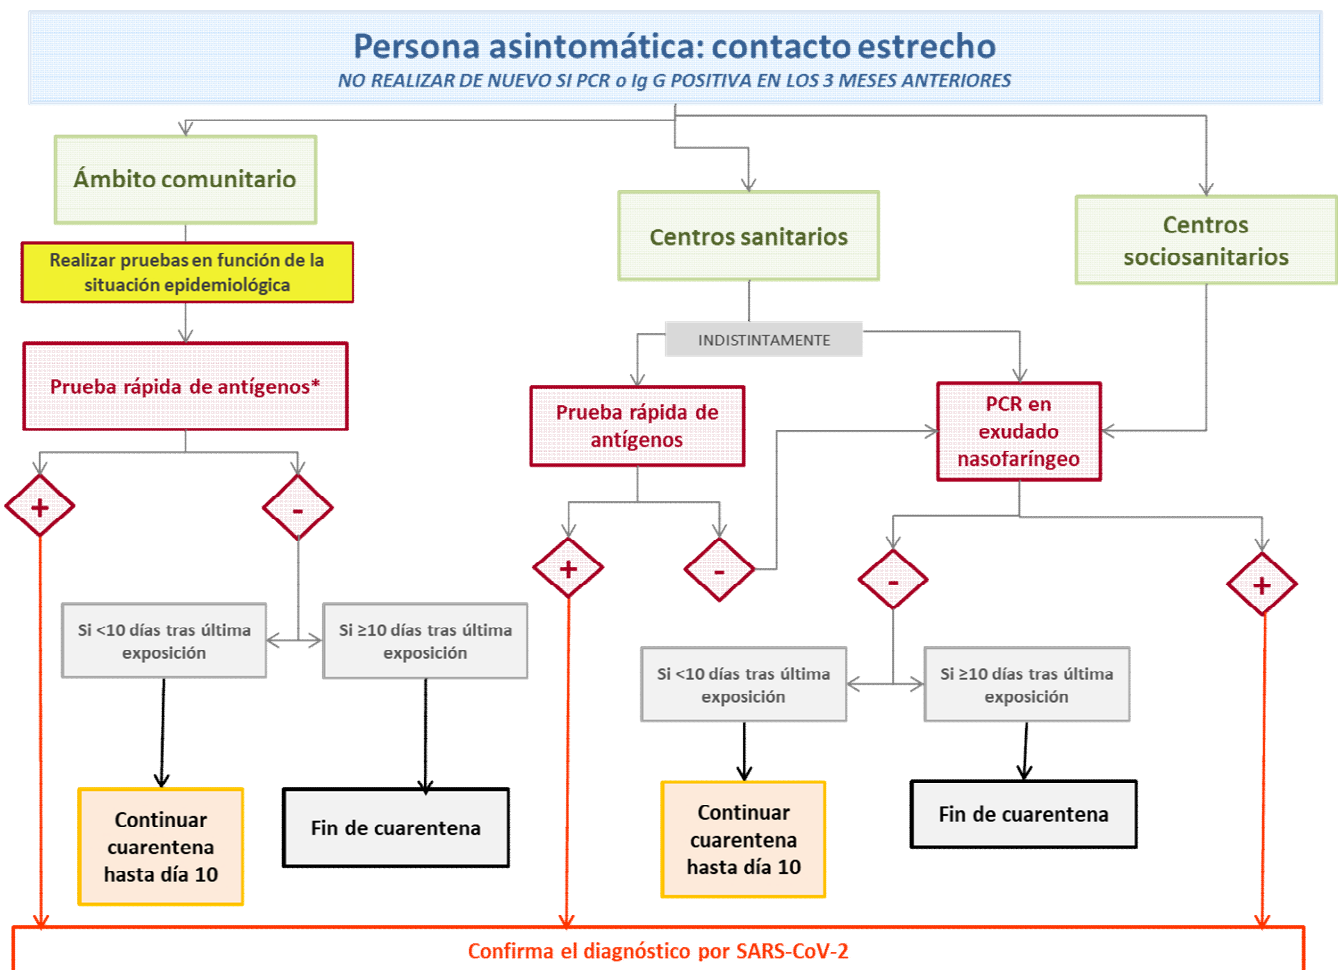 Persona asintomática: contacto estrecho
NO REALIZAR DE NUEVO SI PCR o Ig G POSITIVA EN LOS 3 MESES ANTERIORES
Ámbito comunitario
Realizar pruebas en función de la
situación epidemiológica
Prueba rápida de antígenos*
+
-
Si <10 días tras última
exposición
Si ≥10 días tras última
exposición
Continuar
cuarentena
hasta día 10
Fin de cuarentena
Centros sanitarios
INDISTINTAMENTE
Prueba rápida de
antígenos
+
-
Centros
sociosanitarios
PCR en
exudado
nasofaríngeo
-
+
Si <10 días tras última
exposición
Si ≥10 días tras última
exposición
Continuar
cuarentena
hasta día 10
Fin de cuarentena
Confirma el diagnóstico por SARS-CoV-2